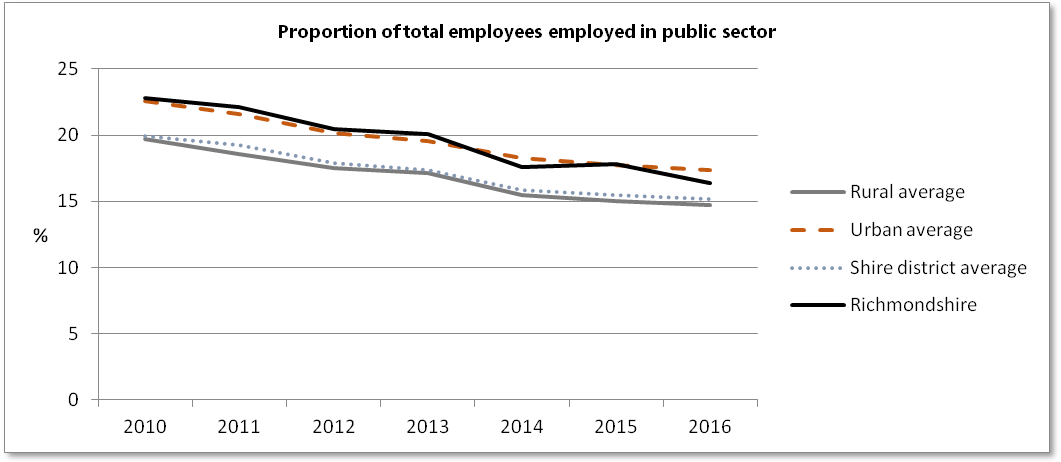 Proportion of total employees employed in public sector
25
20
15
10
5
0
%
2010 2011 2012 2013 2014 2015 2016
Rural average
Urban average
Shire district average
Richmondshire